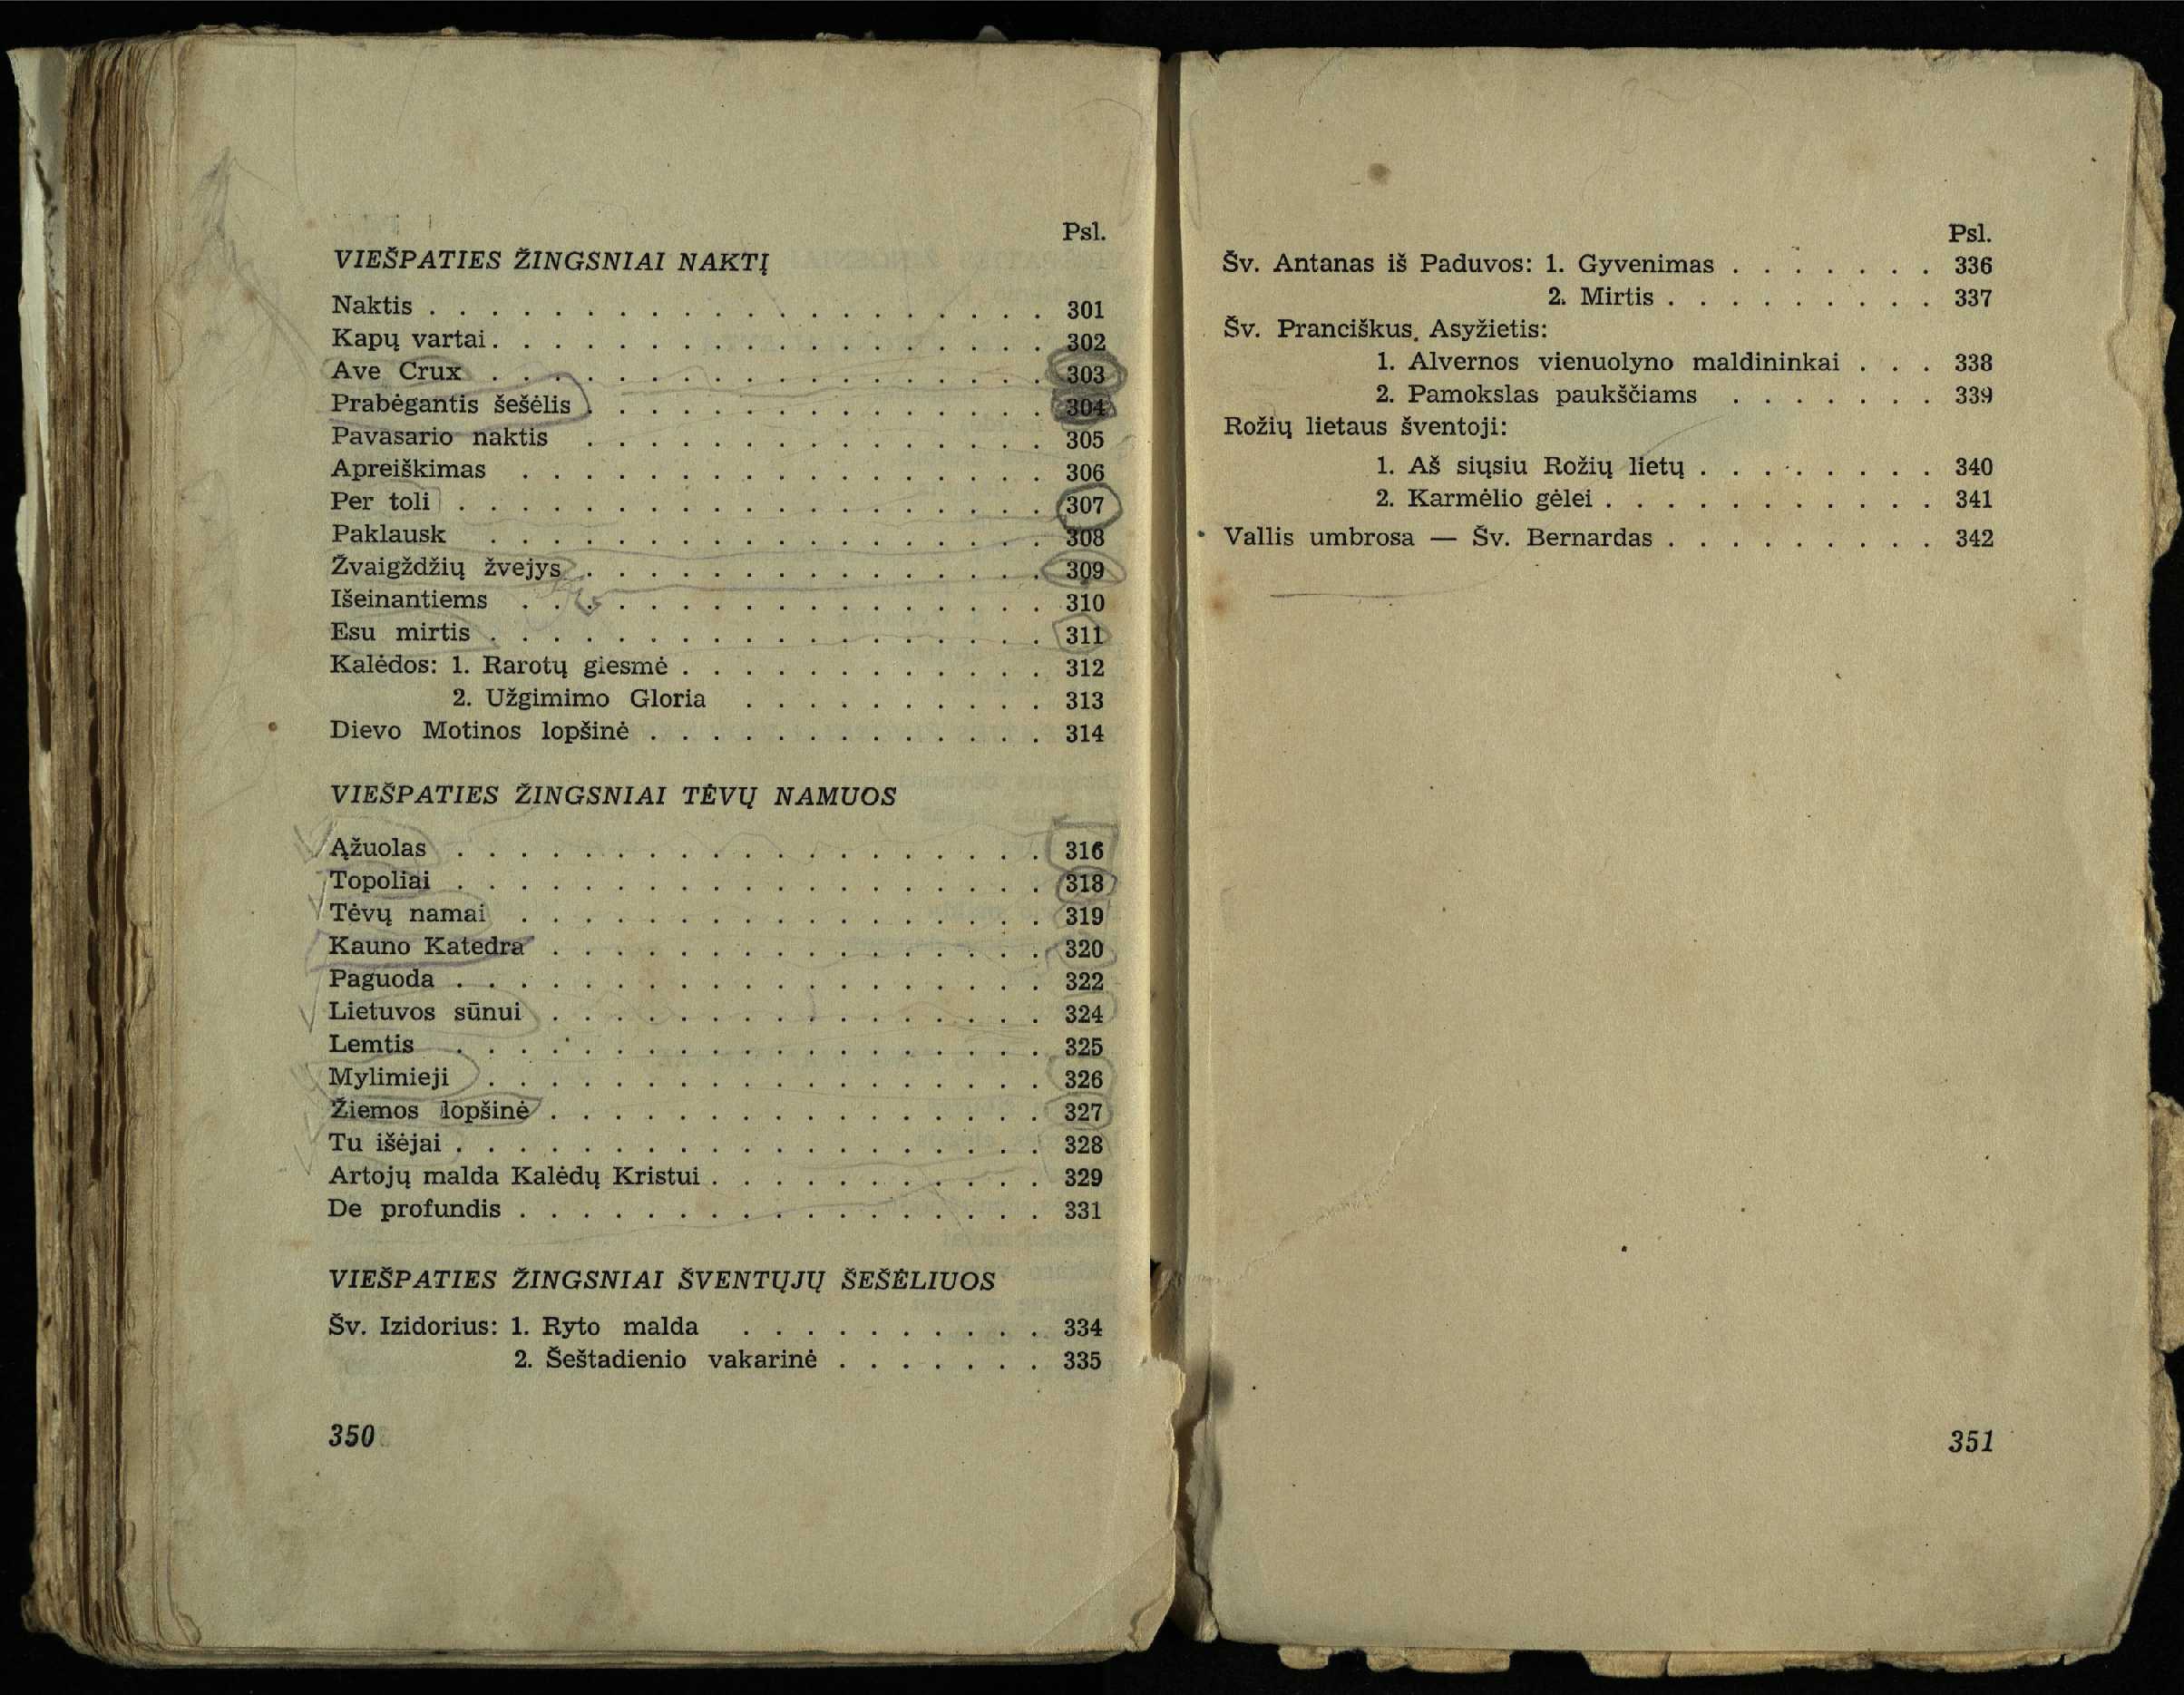 Psl.
VIEŠPATIES ŽINGSNIAI NAKTĮ
Naktis . . . . . . . . . . . . . . . . . . . . 301
Kapų vartai . . . . . . . . . . . . . . . . . . 302
Ave Crux . . . . . . . . . . . . . . . . . . 303
Prabėgantis šešėlis . . . . . . . . . . . . . . . 304
Pavasario naktis . . . . . . . . . . . . . . . 305
Apreiškimas . . . . . . . . . . . . . . . . . 306
Per toli . . . . . . . . . . . . . . . . . . . 307
Paklausk . . . . . . . . . . . . . . . . . . 308
Žvaigždžių žvejys . . . . . . . . . . . . . . . 309
Išeinantiems . . . . . . . . . . . . . . . . . 310
Esu mirtis . . . . . . . . . . . . . . . . . . 311
Kalėdos: 1. Rarotų giesmė . . . . . . . . . . . . 312
2. Užgimimo Gloria . . . . . . . . . . 313
Dievo Motinos lopšinė . . . . . . . . . . . . . 314
VIEŠPATIES ŽINGSNIAI TĖVŲ NAMUOS
Ąžuolas . . . . . . . . . . . . . . . . . . . 316
Topoliai . . . . . . . . . . . . . . . . . . . 318
Tėvų namai . . . . . . . . . . . . . . . . . 319
Kauno Katedra . . . . . . . . . . . . . . . . 320
Paguoda . . . . . . . . . . . . . . . . . . . 322
Lietuvos sūnui . . . . . . . . . . . . . . . . 324
Lemtis . . . . . . . . . . . . . . . . . . . 325
Mylimieji . . . . . . . . . . . . . . . . . . 326
Žiemos lopšinė . . . . . . . . . . . . . . . . 327
Tu išėjai . . . . . . . . . . . . . . . . . . . 328
Artojų malda Kalėdų Kristui . . . . . . . . . . . 329
De profundis . . . . . . . . . . . . . . . . . 331
VIEŠPATIES ŽINGSNIAI ŠVENTŲJŲ ŠEŠĖLIUOS
Šv. Izidorius: 1. Ryto malda . . . . . . . . . . 334
2. Šeštadienio vakarinė . . . . . . . 335
350
Psl.
Šv. Antanas iš Paduvos: 1. Gyvenimas . . . . . . . 336
2. Mirtis . . . . . . . . . 337
Šv. Pranciškus Asyžietis:
1. Alvernos vienuolyno maldininkai . . . 338
2. Pamokslas paukščiams . . . . . . . 339
Rožių lietaus šventoji:
1. Aš siųsiu Rožių lietų . . . . . . . . 340
2. Karmėlio gėlei . . . . . . . . . . . 341
Vallis umbrosa — Šv. Bernardas . . . . . . . . . 342
351